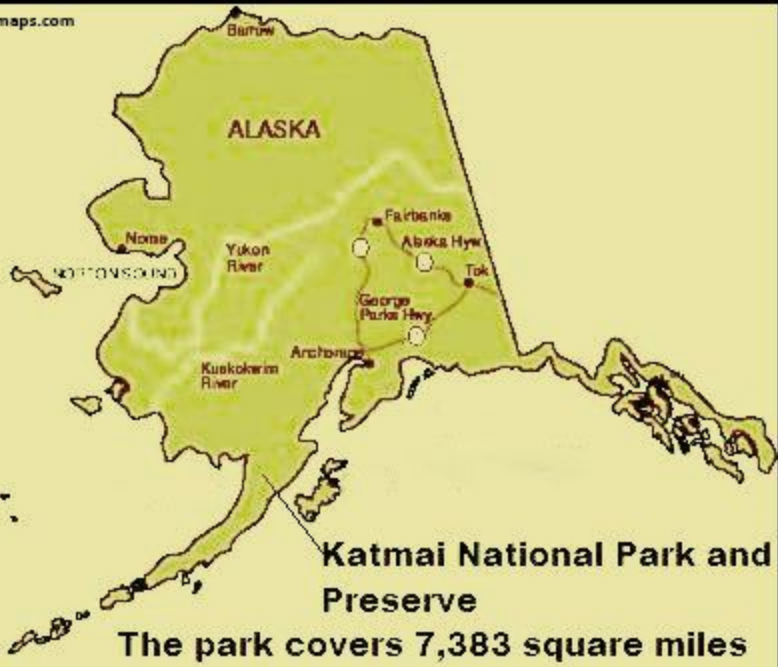 maps.com
Barrow
ALASKA
Fairbanks
Nome
Alaska Hwy
Yukon
River
Tok
NORTON SOUND
George
Parks Hwy
Anchorage
Kuskokwim
River
Katmai National Park and
Preserve
The park covers 7,383 square miles